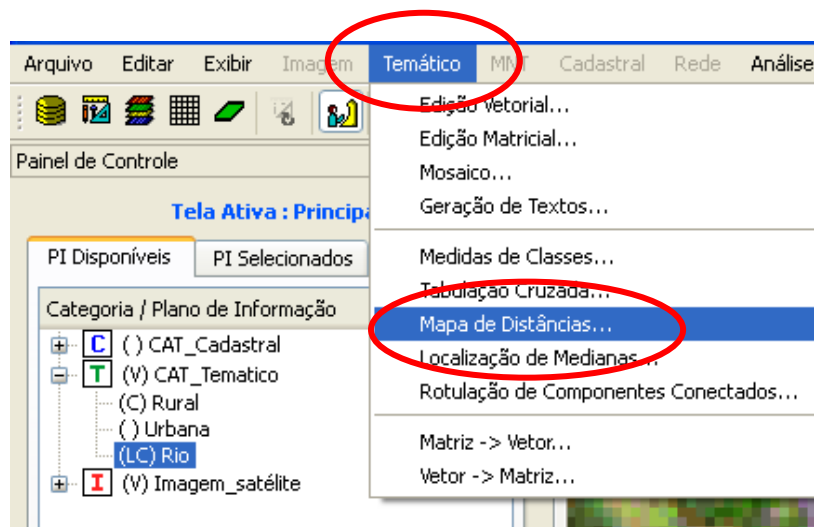 Arquivo Editar Exibir Imagem Temático MNT Cadastral Rede Análise
Painel de Controle
Tela Ativa : Principa
PI Disponíveis PI Selecionados
Categoria / Plano de Informação
C ( ) CAT_Cadastral
T (V) CAT_Tematico
(C) Rural
( ) Urbana
(LC) Rio
I (V) Imagem_satélite
Edição Vetorial...
Edição Matricial...
Mosaico...
Geração de Textos...
Medidas de Classes...
Tabulação Cruzada...
Mapa de Distâncias...
Localização de Medianas...
Rotulação de Componentes Conectados...
Matriz -> Vetor...
Vetor -> Matriz...